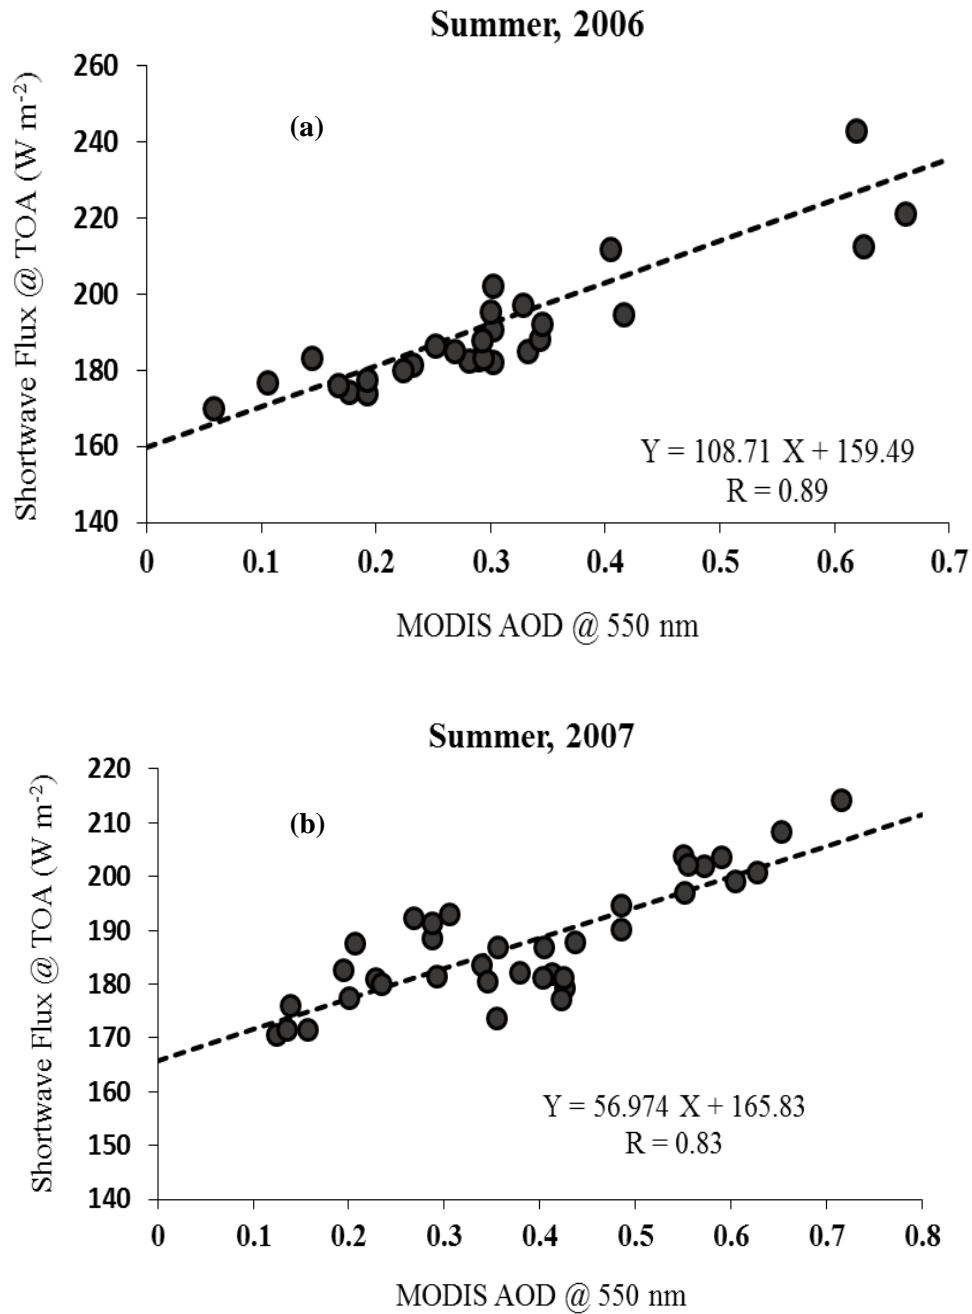 Summer, 2006
Shortwave Flux @ TOA (W m-2)
260
240
220
200
180
160
140
(a)
Y = 108.71 X + 159.49
R = 0.89
0 0.1 0.2 0.3 0.4 0.5 0.6 0.7
MODIS AOD @ 550 nm
Summer, 2007
Shortwave Flux @ TOA (W m-2)
220
210
200
190
180
170
160
150
140
(b)
Y = 56.974 X + 165.83
R = 0.83
0 0.1 0.2 0.3 0.4 0.5 0.6 0.7 0.8
MODIS AOD @ 550 nm